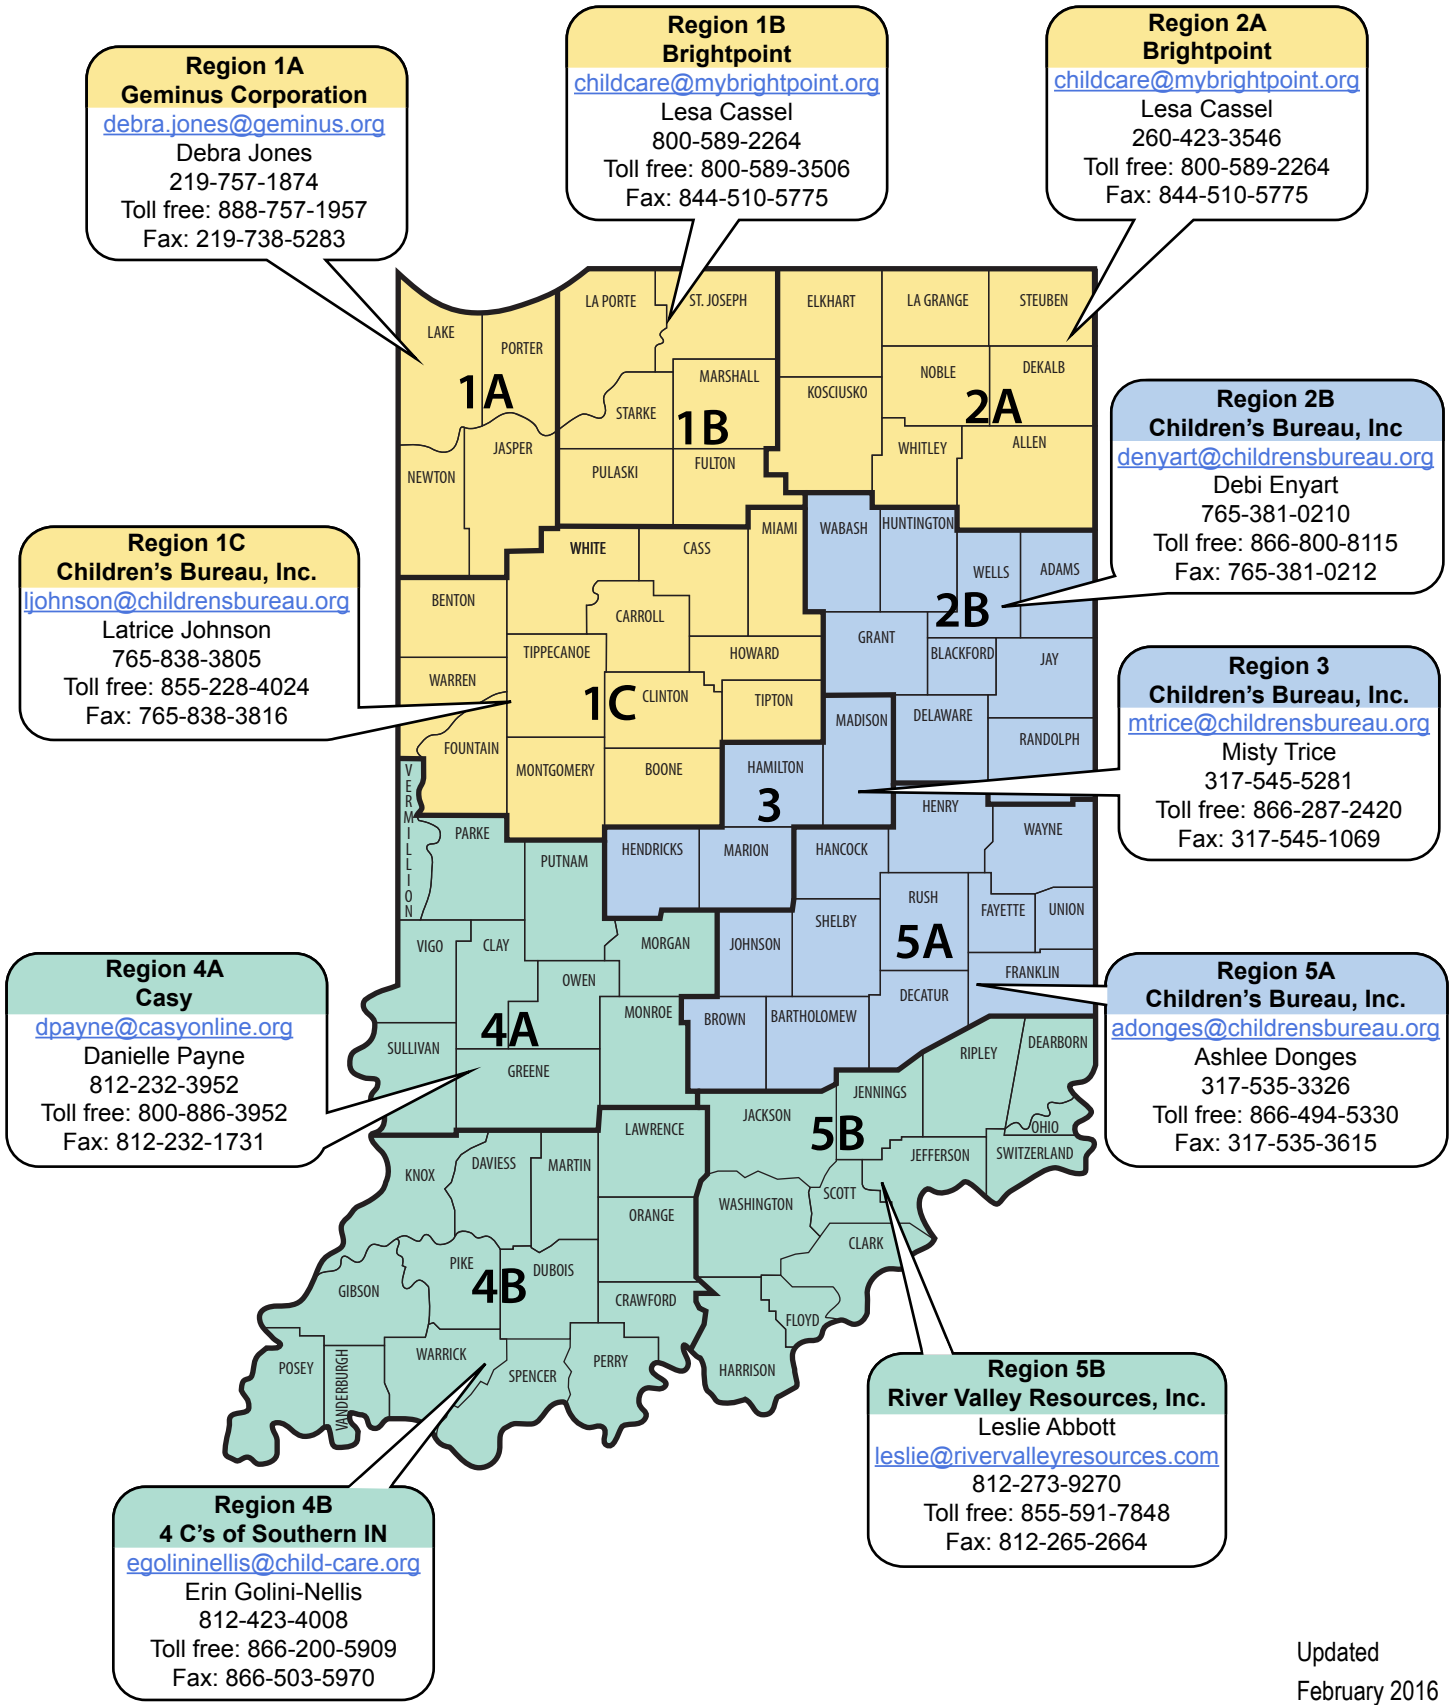 Region 1A
Geminus Corporation
debra.jones@geminus.org
Debra Jones
219-757-1874
Toll free: 888-757-1957
Fax: 219-738-5283
Region 1B
Brightpoint
childcare@mybrightpoint.org
Lesa Cassel
800-589-2264
Toll free: 800-589-3506
Fax: 844-510-5775
Region 2A
Brightpoint
childcare@mybrightpoint.org
Lesa Cassel
260-423-3546
Toll free: 800-589-2264
Fax: 844-510-5775
Region 2B
Children's Bureau, Inc
denyart@childrensbureau.org
Debi Enyart
765-381-0210
Toll free: 866-800-8115
Fax: 765-381-0212
Region 1C
Children's Bureau, Inc.
ljohnson@childrensbureau.org
Latrice Johnson
765-838-3805
Toll free: 855-228-4024
Fax: 765-838-3816
Region 3
Children's Bureau, Inc.
mtrice@childrensbureau.org
Misty Trice
317-545-5281
Toll free: 866-287-2420
Fax: 317-545-1069
Region 4A
Casy
dpayne@casyonline.org
Danielle Payne
812-232-3952
Toll free: 800-886-3952
Fax: 812-232-1731
Region 5A
Children's Bureau, Inc.
adonges@childrensbureau.org
Ashlee Donges
317-535-3326
Toll free: 866-494-5330
Fax: 317-535-3615
Region 5B
River Valley Resources, Inc.
Leslie Abbott
leslie@rivervalleyresources.com
812-273-9270
Toll free: 855-591-7848
Fax: 812-265-2664
Region 4B
4 C's of Southern IN
egolininellis@child-care.org
Erin Golini-Nellis
812-423-4008
Toll free: 866-200-5909
Fax: 866-503-5970
LAKE
PORTER
1A
JASPER
NEWTON
LA PORTE
ST. JOSEPH
MARSHALL
STARKE
1B
PULASKI
FULTON
ELKHART
LA GRANGE
STEUBEN
KOSCIUSKO
NOBLE
DEKALB
2A
WHITLEY
ALLEN
WHITE
CASS
MIAMI
BENTON
CARROLL
TIPPECANOE
HOWARD
WARREN
1C
CLINTON
TIPTON
FOUNTAIN
MONTGOMERY
BOONE
WABASH
HUNTINGTON
WELLS
ADAMS
2B
GRANT
BLACKFORD
JAY
DELAWARE
RANDOLPH
MADISON
HAMILTON
3
HENDRICKS
MARION
HANCOCK
HENRY
WAYNE
RUSH
FAYETTE
UNION
SHELBY
JOHNSON
5A
FRANKLIN
DECATUR
BROWN
BARTHOLOMEW
VERMILLION
PARKE
PUTNAM
VIGO
CLAY
MORGAN
OWEN
MONROE
4A
SULLIVAN
GREENE
RIPLEY
DEARBORN
JENNINGS
JACKSON
5B
OHIO
JEFFERSON
SWITZERLAND
SCOTT
WASHINGTON
CLARK
FLOYD
HARRISON
LAWRENCE
KNOX
DAVIESS
MARTIN
ORANGE
PIKE
4B
DUBOIS
GIBSON
CRAWFORD
POSEY
VANDERBURGH
WARRICK
SPENCER
PERRY
Updated
February 2016